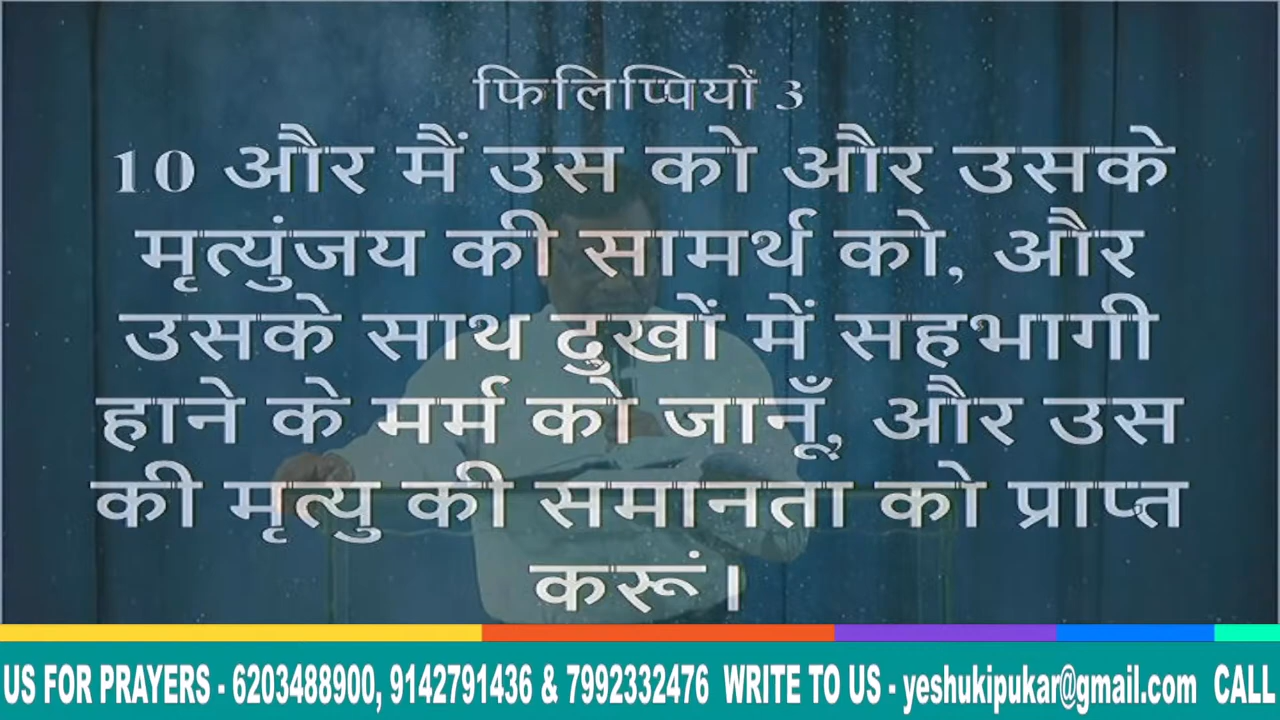 फिलिप्पियों 3
10 और मैं उस को और उसके
मृत्युंजय की सामर्थ को, और
उसके साथ दुखों में सहभागी
हाने के मर्म को जानूँ, और उस
की मृत्यु की समानता को प्राप्त
करूं।
US FOR PRAYERS - 6203488900, 9142791436 & 7992332476 WRITE TO US - yeshukipukar@gmail.com CALL